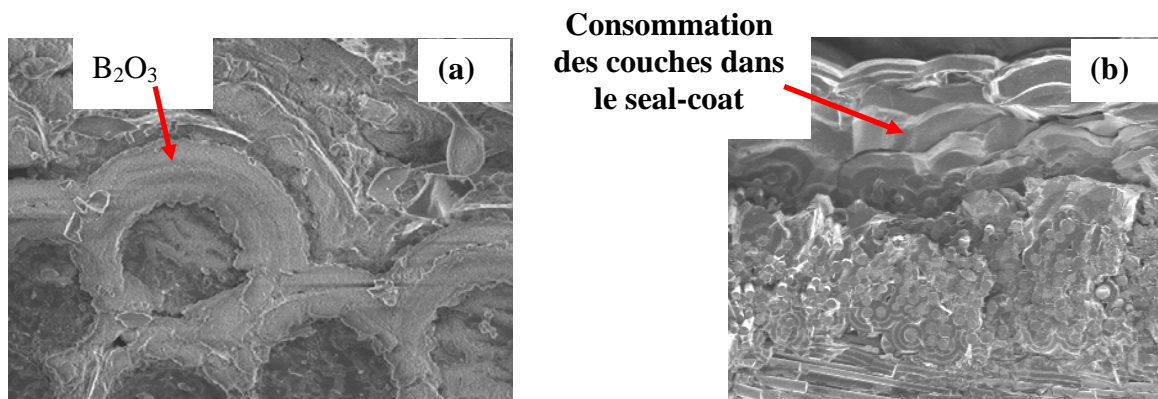 B₂O₃
(a)
Consommation
des couches dans
le seal-coat
(b)